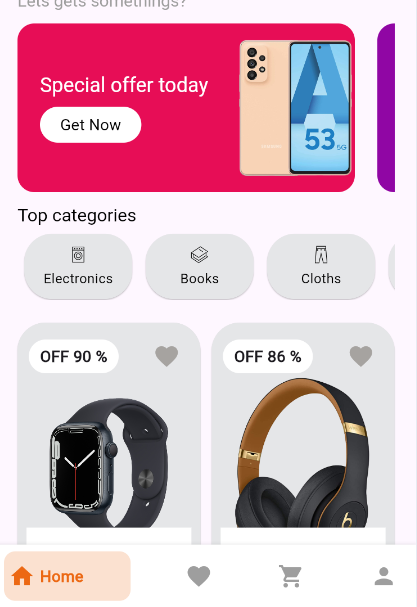 Lets gets somethings?
Special offer today
Get Now
A
53 5G
Top categories
Electronics
Books
Cloths
OFF 90 %
OFF 86 %
b
Home